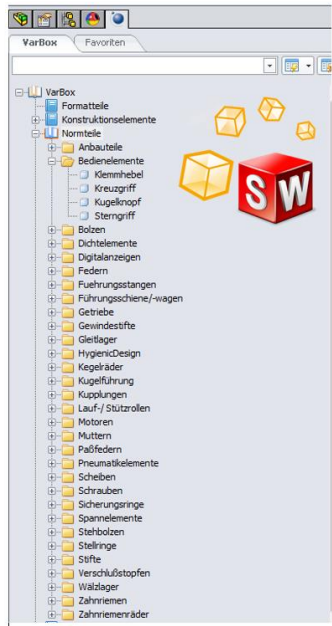 VarBox
Favoriten
VarBox
Formatteile
Konstruktionselemente
Normteile
Anbauteile
Bedienelemente
Klemmhebel
Kreuzgriff
Kugelknopf
Sterngriff
Bolzen
Dichtelemente
Digitalanzeigen
Federn
Fuehrungsstangen
Führungsschiene/-wagen
Getriebe
Gewindestifte
Gleitlager
HygienicDesign
Kegelräder
Kugelführung
Kupplungen
Lauf-/ Stützrollen
Motoren
Muttern
Paßfedern
Pneumatikelemente
Scheiben
Schrauben
Sicherungsringe
Spannelemente
Stehbolzen
Stellringe
Stifte
Verschlußstopfen
Wälzlager
Zahnriemen
Zahnriemenräder
SW